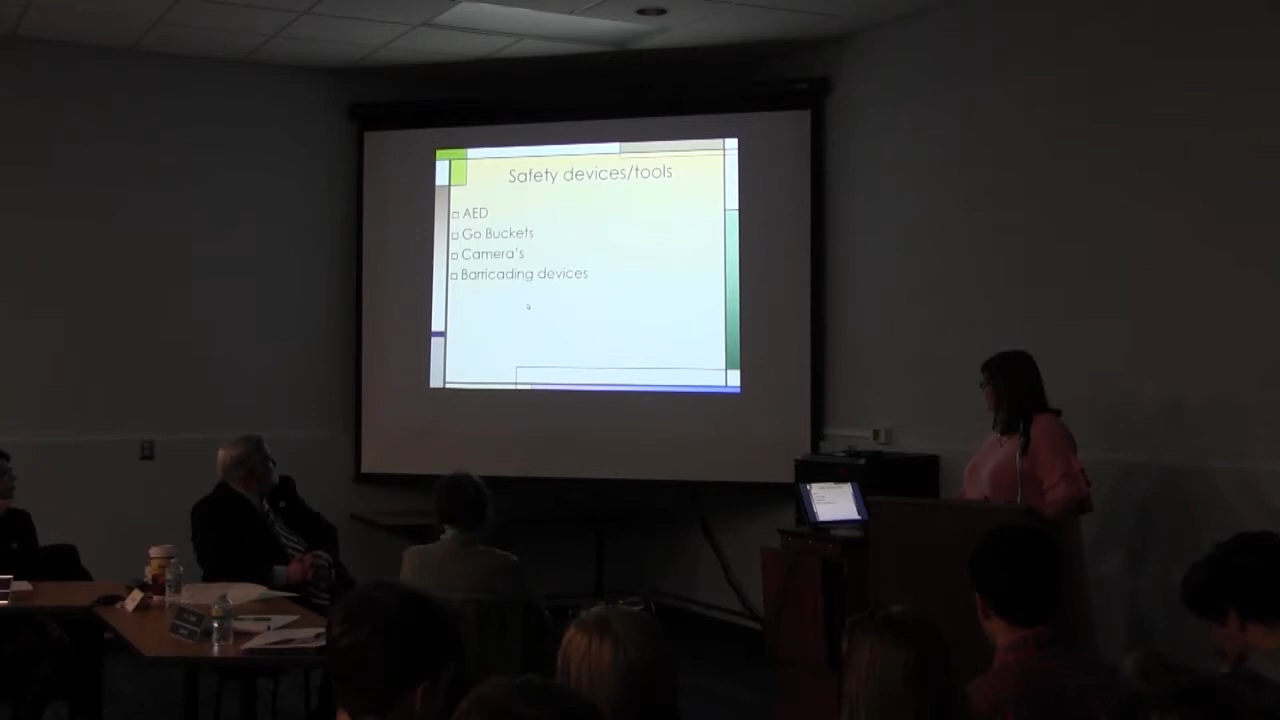 Safety devices/tools
AED
Go Buckets
Camera's
Barricading devices